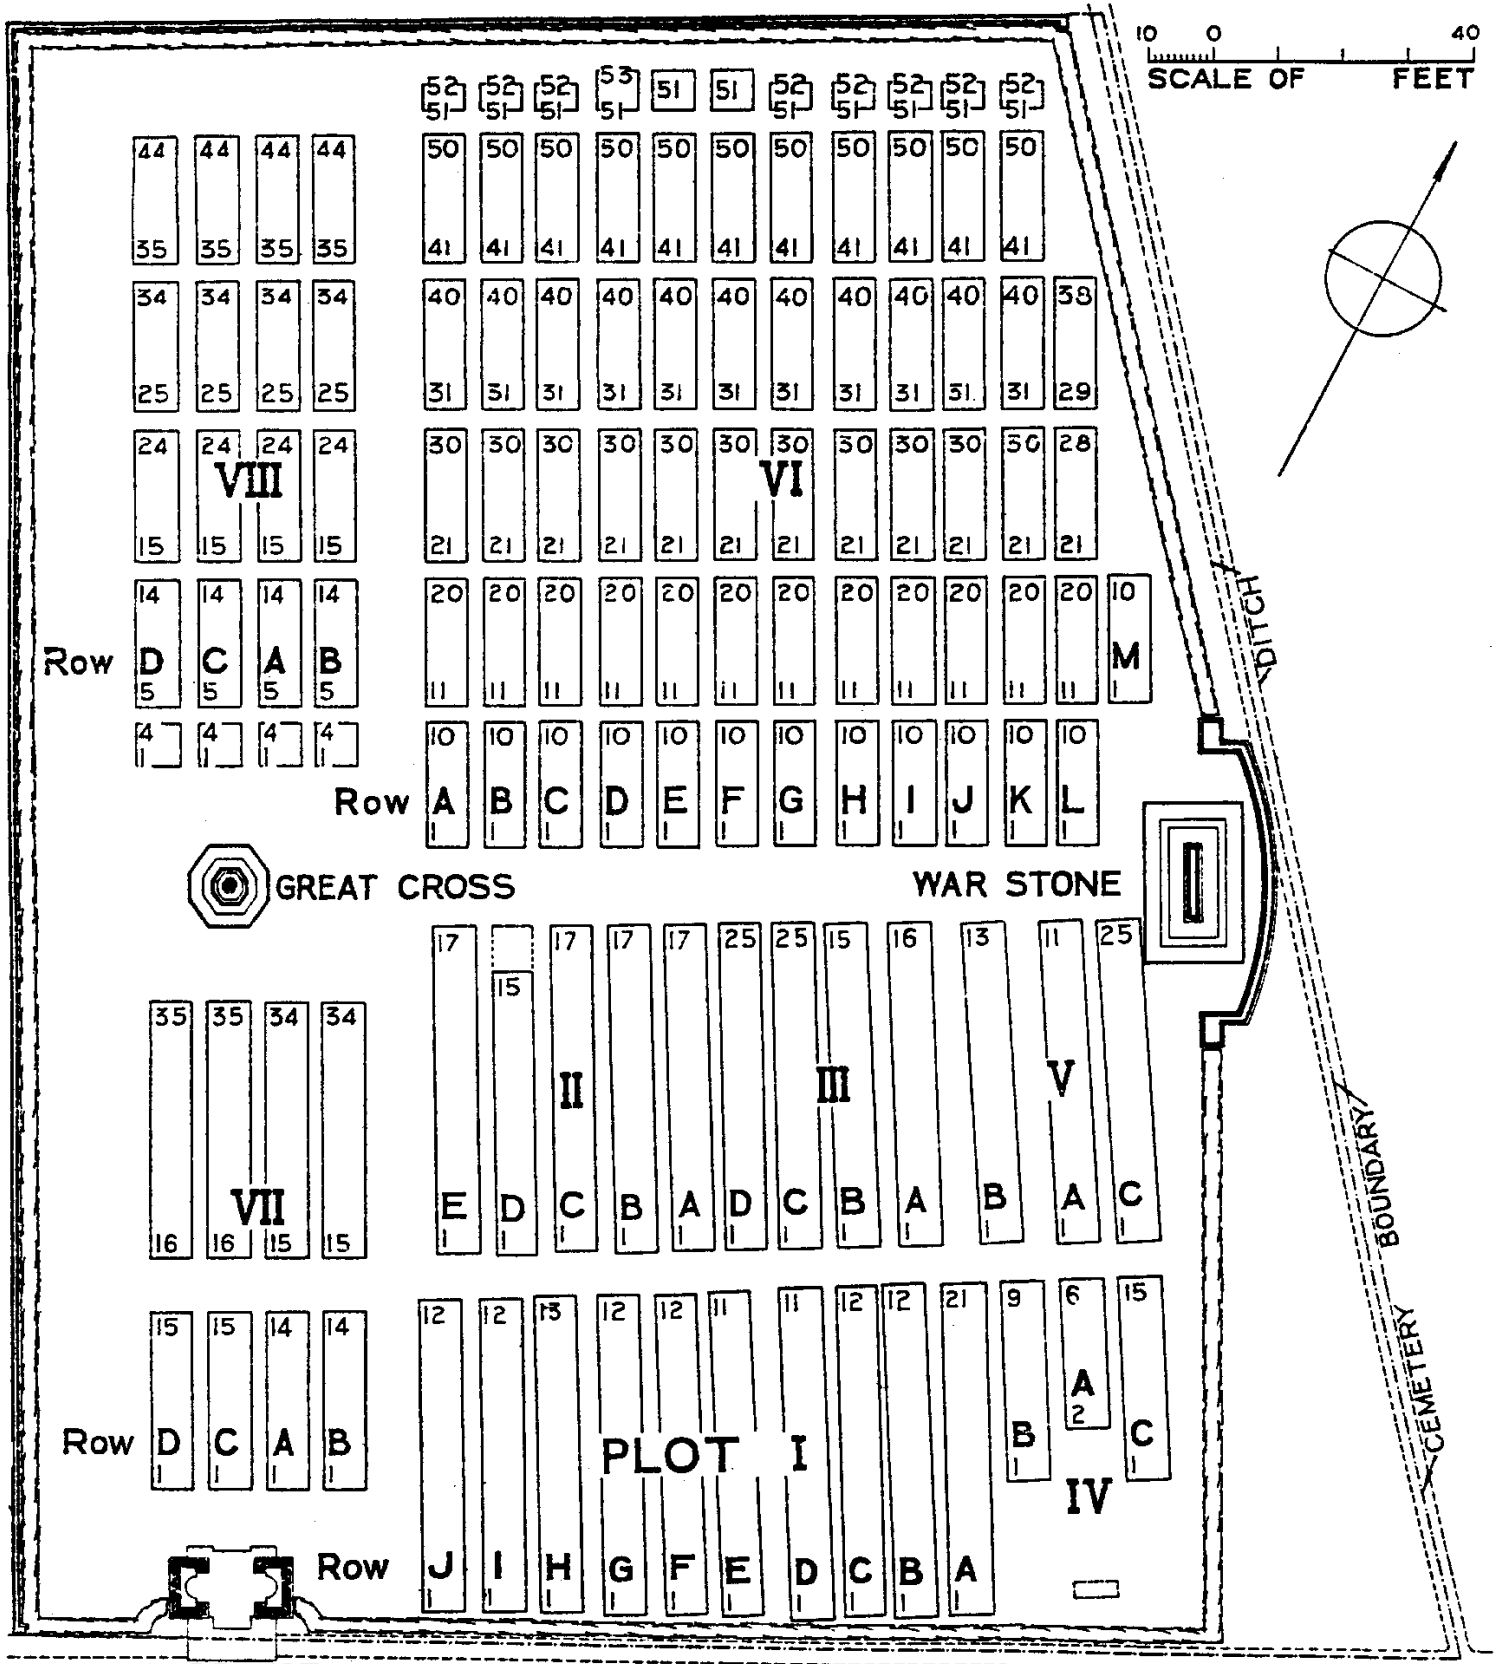 10 0 40
SCALE OF FEET
52 52 52 53 51 51 52 52 52 52 52
51 51 51 51 51 51 51 51 51
44 44 44 44 50 50 50 50 50 50 50 50 50 50 50
35 35 35 35 41 41 41 41 41 41 41 41 41 41 41
34 34 34 34 40 40 40 40 40 40 40 40 40 40 40 38
25 25 25 25 31 31 31 31 31 31 31 31 31 31 31 29
24 24 24 24 30 30 30 30 30 30 30 30 30 30 30 28
VIII VI
15 15 15 15 21 21 21 21 21 21 21 21 21 21 21 21
14 14 14 14 20 20 20 20 20 20 20 20 20 20 20 20 10
DITCH
Row D C A B M
5 5 5 5 11 11 11 11 11 11 11 11 11 11 11 11 1
4 4 4 4 10 10 10 10 10 10 10 10 10 10 10 10
1 1 1 1
Row A B C D E F G H I J K L
1 1 1 1 1 1 1 1 1 1 1 1
GREAT CROSS WAR STONE
17 17 17 17 25 25 15 16 13 11 25
15
35 35 34 34
II III V
E D C B A D C B A B A C
1 1 1 1 1 1 1 1 1 1 1 1
VII
16 16 15 15
CEMETERY BOUNDARY
12 12 13 12 12 11 11 12 12 21 9 6 15
15 15 14 14
A
2
Row D C A B B C
1 1 1 1 1 1
PLOT I
IV
Row J I H G F E D C B A
1 1 1 1 1 1 1 1 1 1